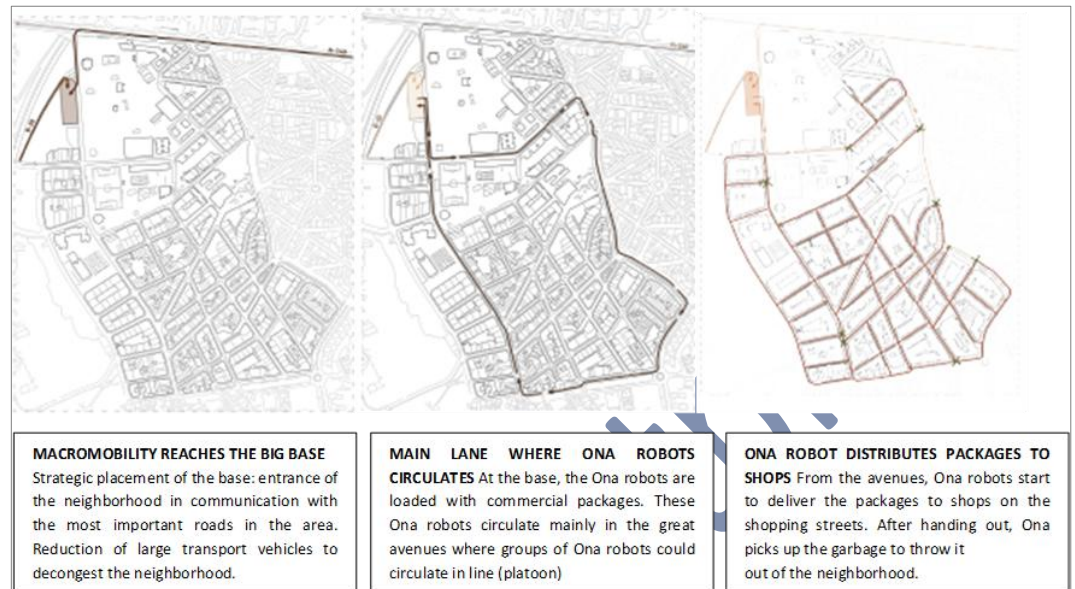 MACROMOBILITY REACHES THE BIG BASE
Strategic placement of the base: entrance of
the neighborhood in communication with
the most important roads in the area.
Reduction of large transport vehicles to
decongest the neighborhood.
MAIN LANE WHERE ONA ROBOTS
CIRCULATES At the base, the Ona robots are
loaded with commercial packages. These
Ona robots circulate mainly in the great
avenues where groups of Ona robots could
circulate in line (platoon)
ONA ROBOT DISTRIBUTES PACKAGES TO
SHOPS From the avenues, Ona robots start
to deliver the packages to shops on the
shopping streets. After handing out, Ona
picks up the garbage to throw it
out of the neighborhood.